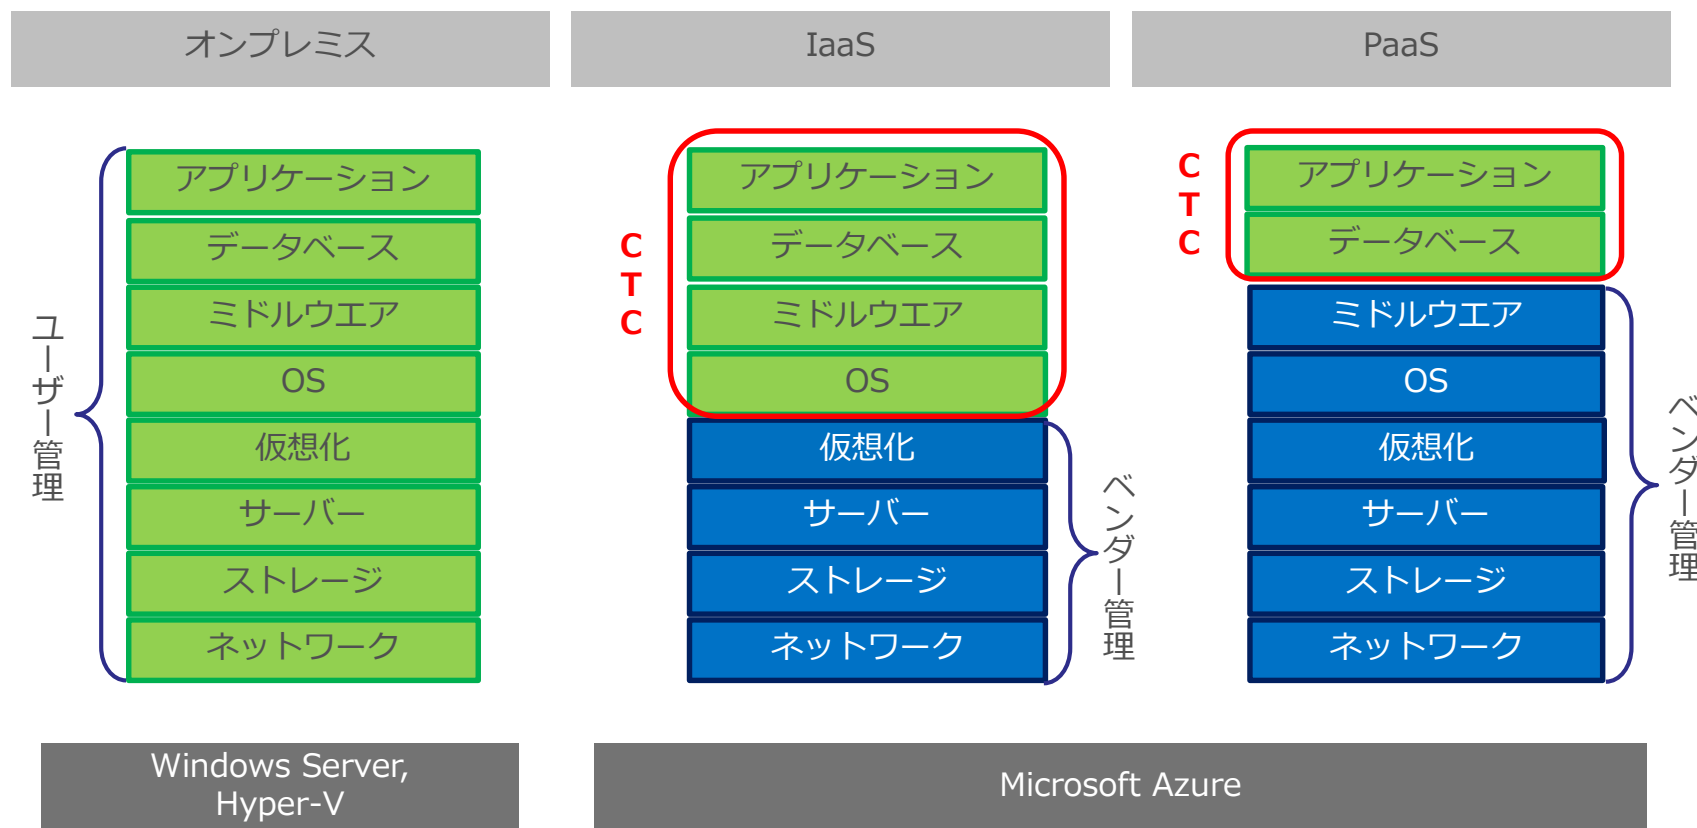 オンプレミス
IaaS
PaaS
ユーザー管理
アプリケーション
データベース
ミドルウエア
OS
仮想化
サーバー
ストレージ
ネットワーク
CTC
アプリケーション
データベース
ミドルウエア
OS
仮想化
サーバー
ストレージ
ネットワーク
ベンダー管理
CTC
アプリケーション
データベース
ミドルウエア
OS
仮想化
サーバー
ストレージ
ネットワーク
ベンダー管理
Windows Server,
Hyper-V
Microsoft Azure